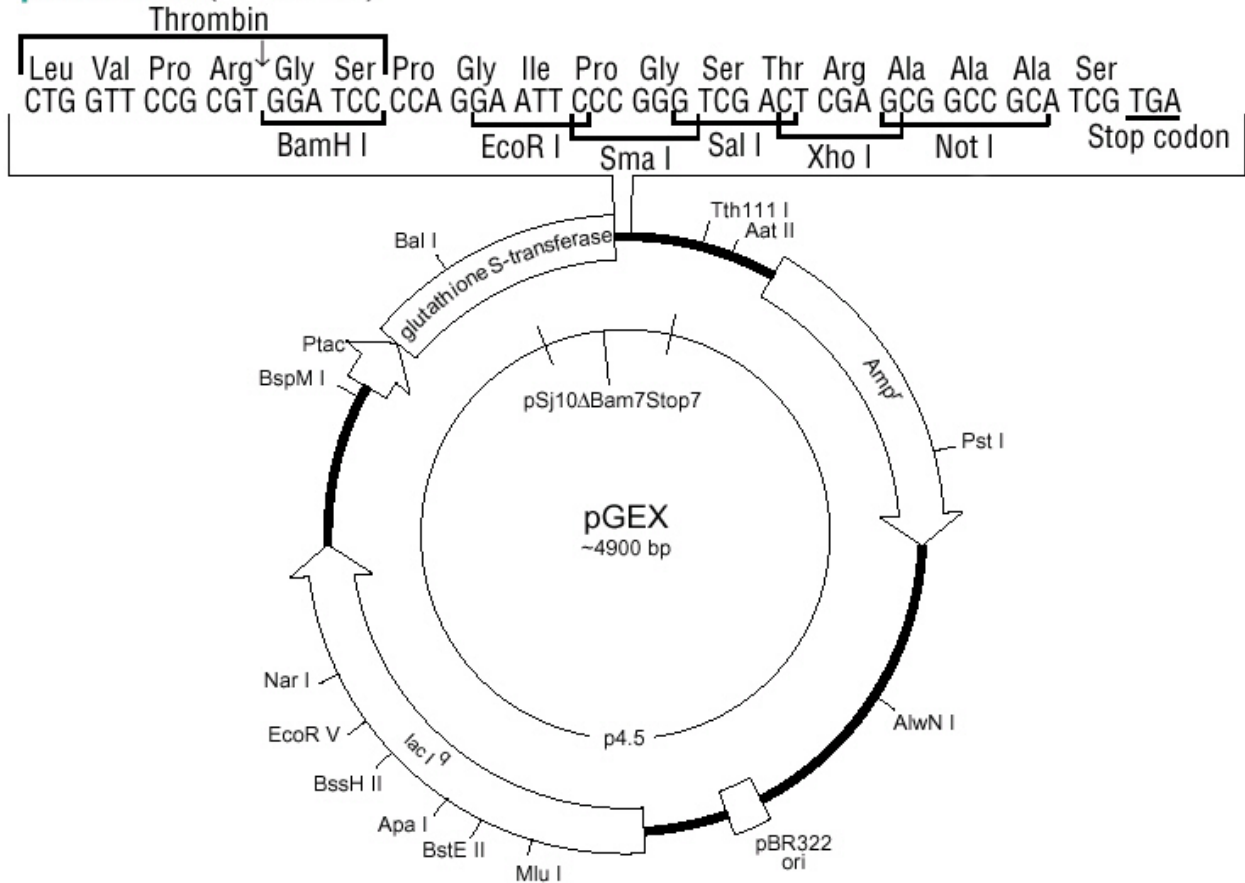 Thrombin
Leu Val Pro Arg Gly Ser Pro Gly Ile Pro Gly Ser Thr Arg Ala Ala Ala Ser
CTG GTT CCG CGT GGA TCC CCA GGA ATT CCC GGG TCG ACT CGA GCG GCC GCA TCG TGA
BamH I
EcoR I
Sma I
Sal I
Xho I
Not I
Stop codon
Tth111 I
Aat II
Bal I
glutathione S-transferase
Ptac
BspM I
pSj10ΔBam7Stop7
Ampr
Pst I
pGEX
~4900 bp
Nar I
EcoR V
lac I q
p4.5
AlwN I
BssH II
Apa I
BstE II
Mlu I
pBR322
ori